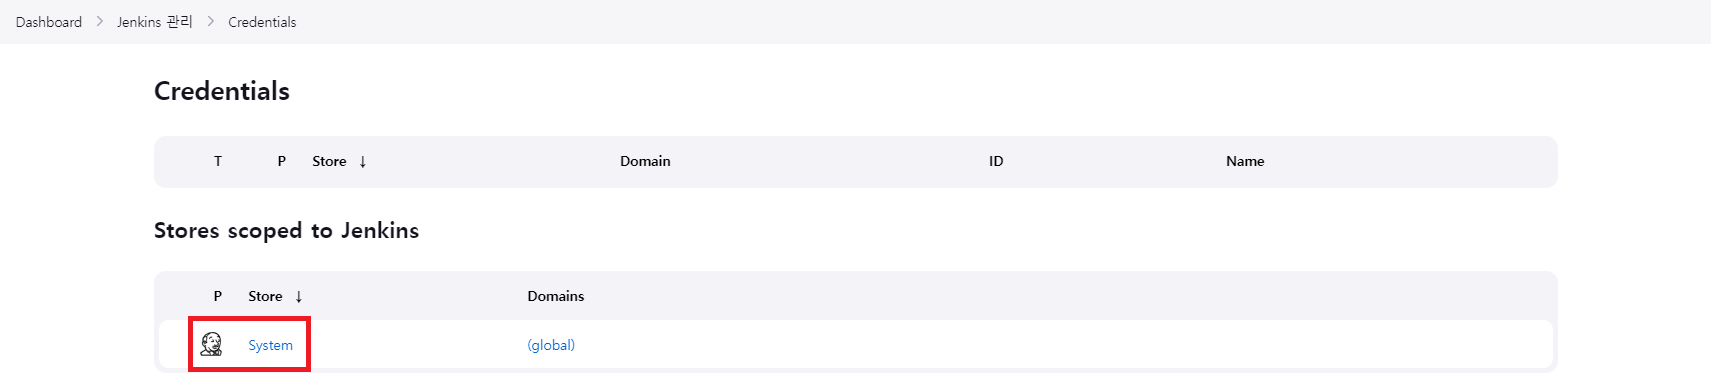 Dashboard > Jenkins 관리 > Credentials
Credentials
T P Store ↓ Domain ID Name
Stores scoped to Jenkins
P Store ↓ Domains
System (global)